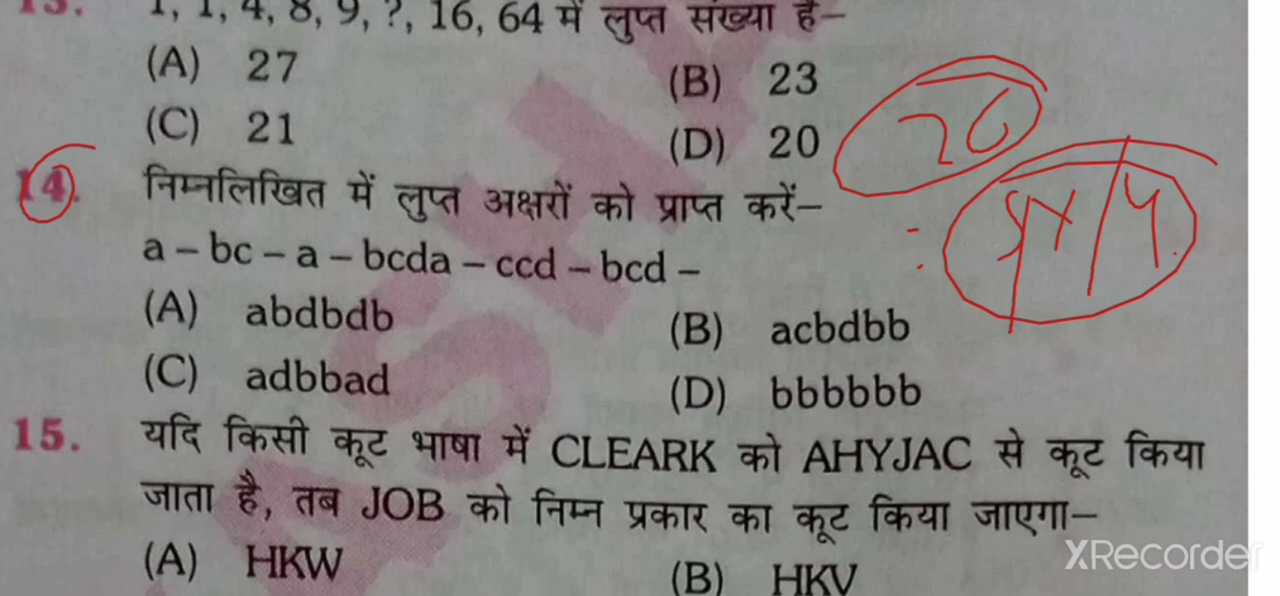 13. 1, 1, 4, 8, 9, ?, 16, 64 में लुप्त संख्या है–
(A) 27 (B) 23
(C) 21 (D) 20
14. निम्नलिखित में लुप्त अक्षरों को प्राप्त करें–
a – bc – a – bcda – ccd – bcd –
(A) abdbdb (B) acbdbb
(C) adbbad (D) bbbbbb
15. यदि किसी कूट भाषा में CLEARK को AHYJAC से कूट किया
जाता है, तब JOB को निम्न प्रकार का कूट किया जाएगा–
(A) HKW (B) HKV
XRecorder